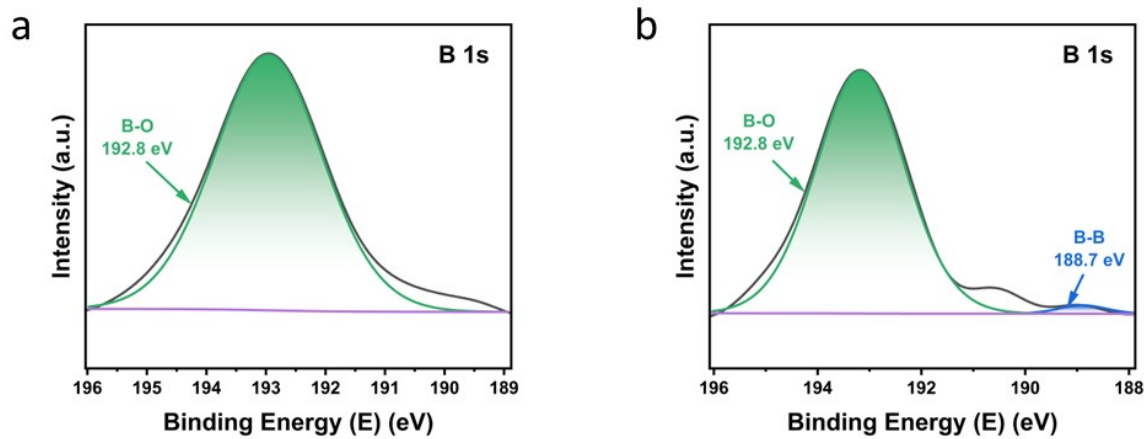 a
B 1s
B-O
192.8 eV
Intensity (a.u.)
196 195 194 193 192 191 190 189
Binding Energy (E) (eV)
b
B 1s
B-O
192.8 eV
B-B
188.7 eV
Intensity (a.u.)
196 194 192 190 188
Binding Energy (E) (eV)